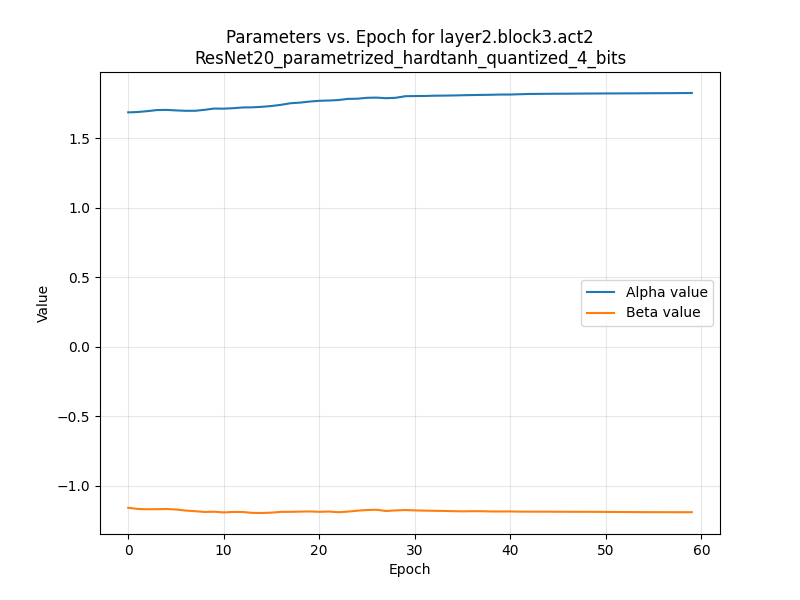 Parameters vs. Epoch for layer2.block3.act2
ResNet20_parametrized_hardtanh_quantized_4_bits
Value
1.5
1.0
0.5
0.0
−0.5
−1.0
Alpha value
Beta value
0 10 20 30 40 50 60
Epoch